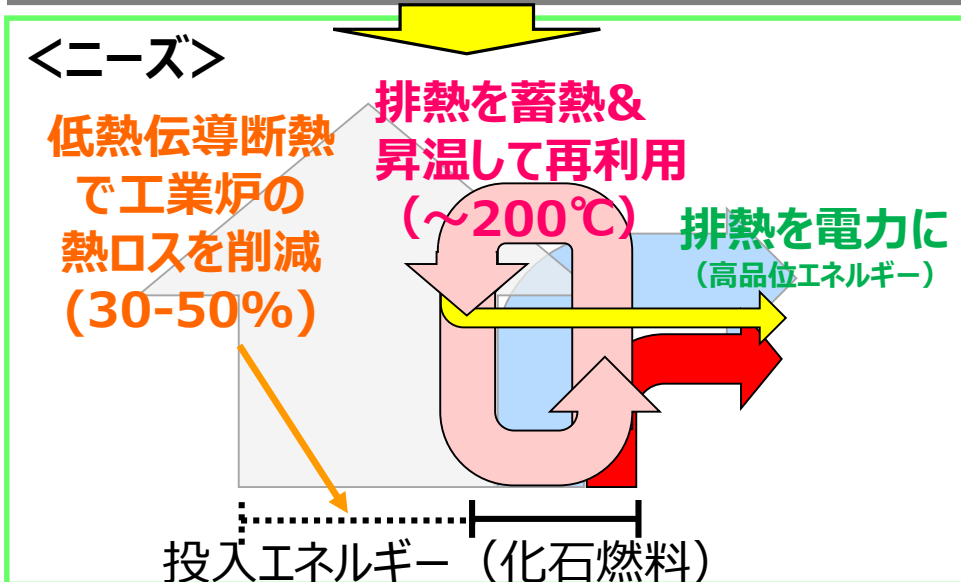 ＜ニーズ＞
低熱伝導断熱
で工業炉の
熱ロスを削減
(30-50%)
排熱を蓄熱&
昇温して再利用
（～200℃）
排熱を電力に
（高品位エネルギー）
投入エネルギー（化石燃料）